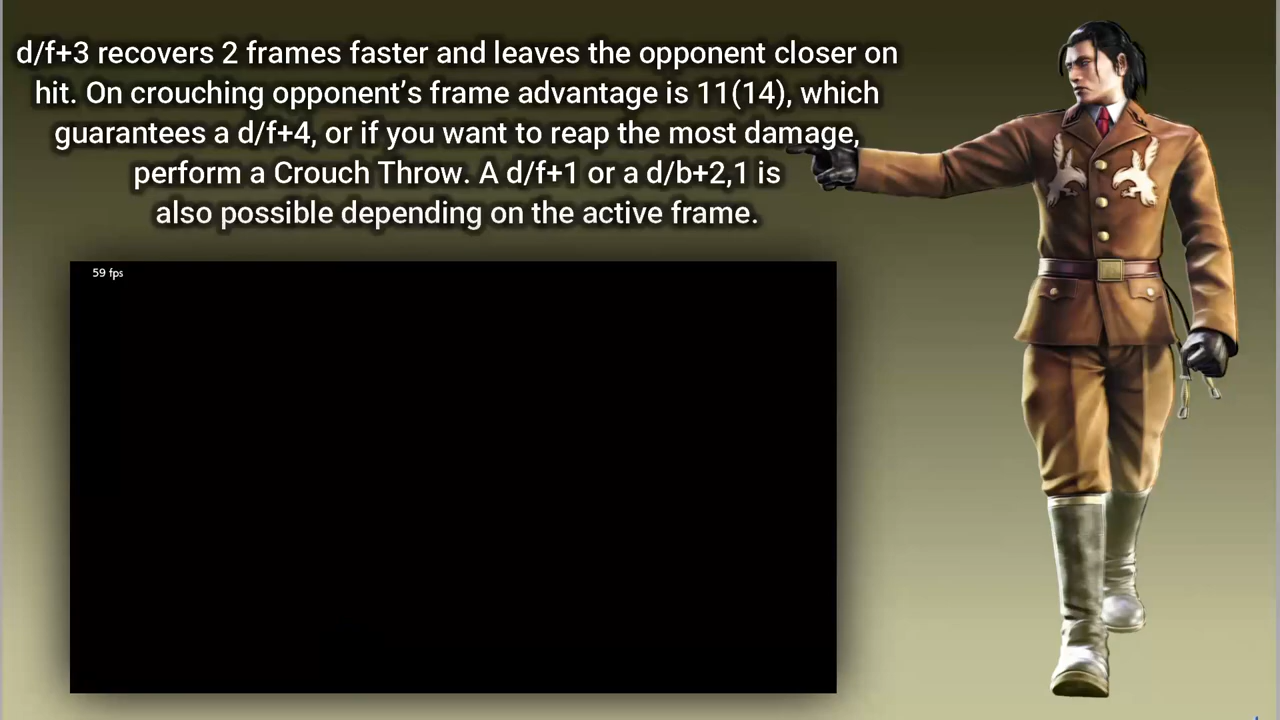 d/f+3 recovers 2 frames faster and leaves the opponent closer on
hit. On crouching opponent’s frame advantage is 11(14), which
guarantees a d/f+4, or if you want to reap the most damage,
perform a Crouch Throw. A d/f+1 or a d/b+2,1 is
also possible depending on the active frame.
59 fps